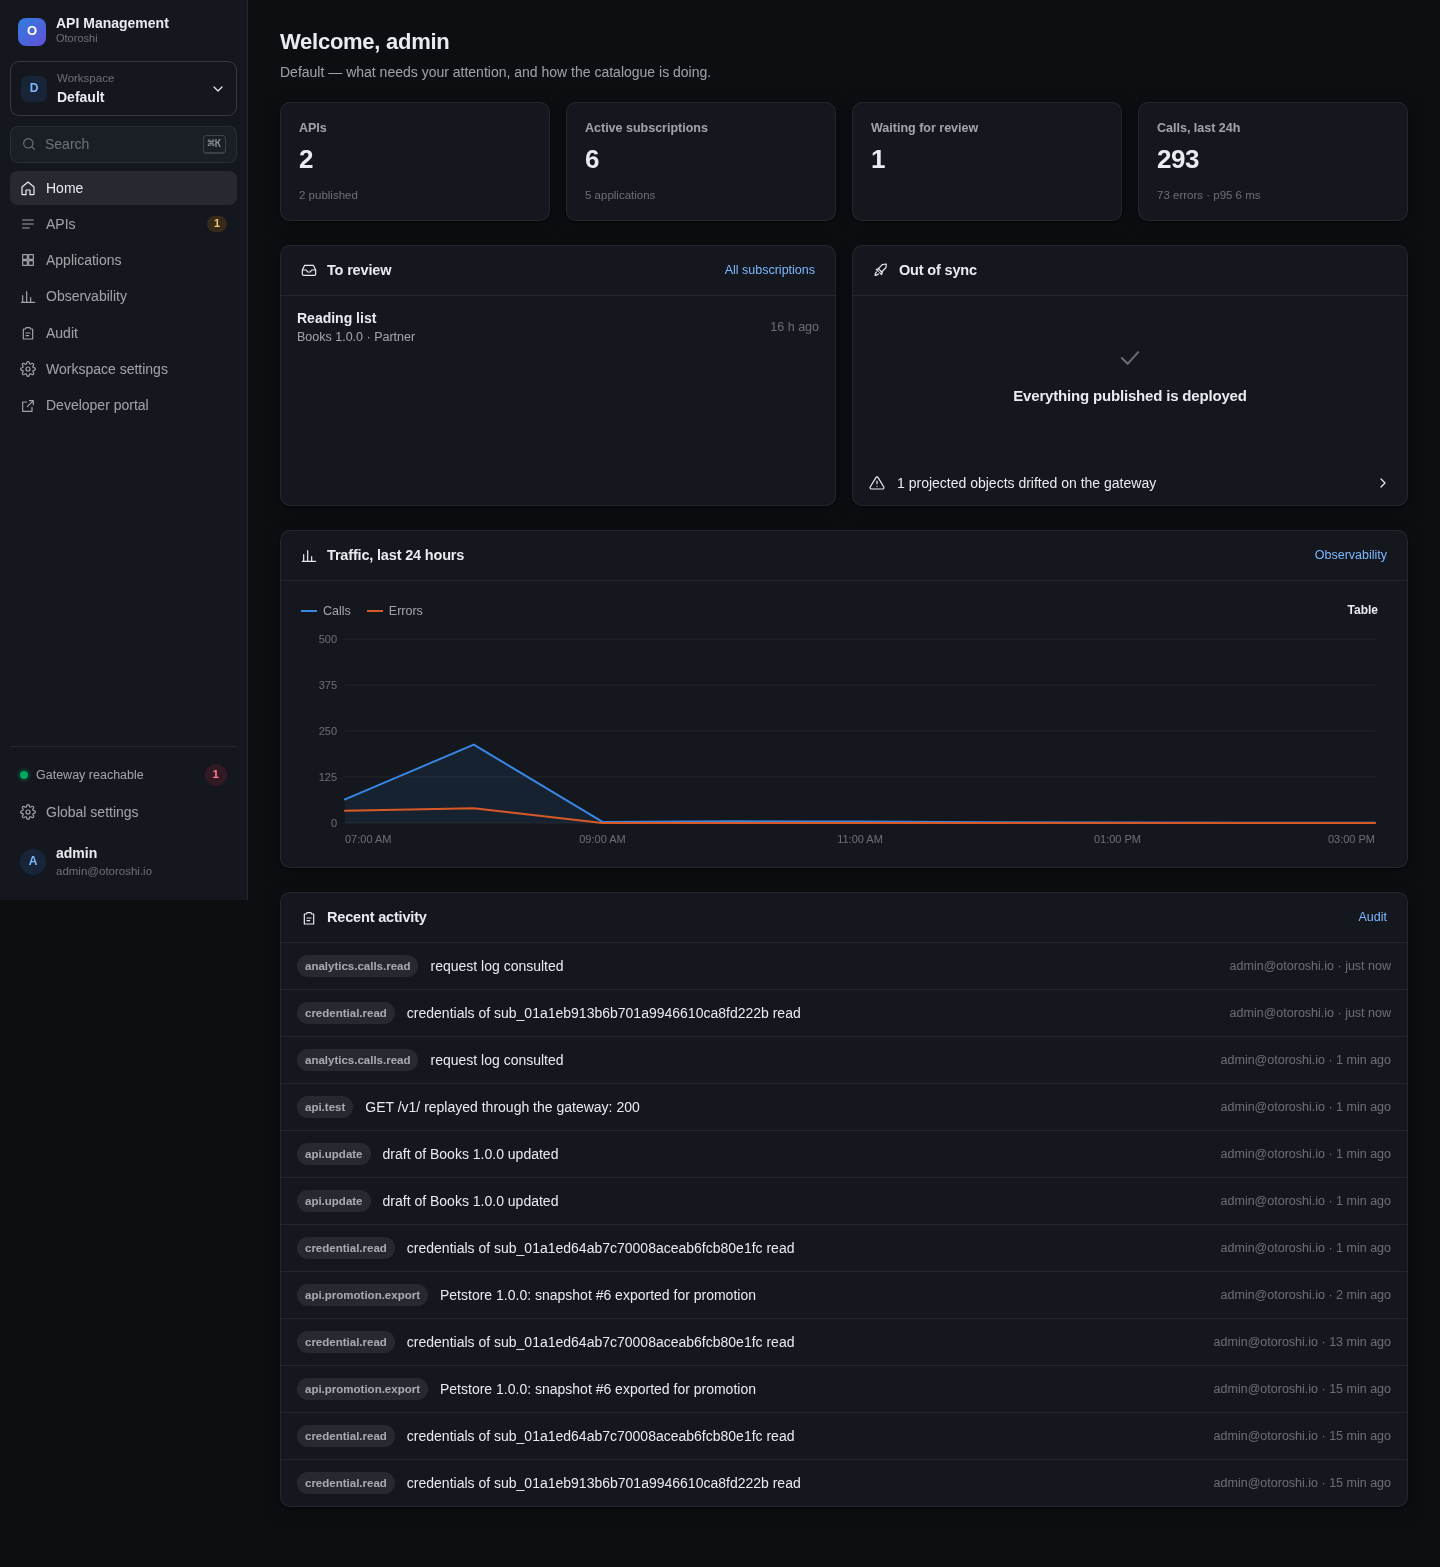 O
API Management
Otoroshi
D
Workspace
Default
Search
⌘K
Home
APIs
1
Applications
Observability
Audit
Workspace settings
Developer portal
Gateway reachable
1
Global settings
A
admin
admin@otoroshi.io
Welcome, admin
Default — what needs your attention, and how the catalogue is doing.
APIs
2
2 published
Active subscriptions
6
5 applications
Waiting for review
1
Calls, last 24h
293
73 errors · p95 6 ms
To review
All subscriptions
Reading list
Books 1.0.0 · Partner
16 h ago
Out of sync
Everything published is deployed
1 projected objects drifted on the gateway
Traffic, last 24 hours
Observability
Calls
Errors
Table
500
375
250
125
0
07:00 AM
09:00 AM
11:00 AM
01:00 PM
03:00 PM
Recent activity
Audit
analytics.calls.read request log consulted admin@otoroshi.io · just now
credential.read credentials of sub_01a1eb913b6b701a9946610ca8fd222b read admin@otoroshi.io · just now
analytics.calls.read request log consulted admin@otoroshi.io · 1 min ago
api.test GET /v1/ replayed through the gateway: 200 admin@otoroshi.io · 1 min ago
api.update draft of Books 1.0.0 updated admin@otoroshi.io · 1 min ago
api.update draft of Books 1.0.0 updated admin@otoroshi.io · 1 min ago
credential.read credentials of sub_01a1ed64ab7c70008aceab6fcb80e1fc read admin@otoroshi.io · 1 min ago
api.promotion.export Petstore 1.0.0: snapshot #6 exported for promotion admin@otoroshi.io · 2 min ago
credential.read credentials of sub_01a1ed64ab7c70008aceab6fcb80e1fc read admin@otoroshi.io · 13 min ago
api.promotion.export Petstore 1.0.0: snapshot #6 exported for promotion admin@otoroshi.io · 15 min ago
credential.read credentials of sub_01a1ed64ab7c70008aceab6fcb80e1fc read admin@otoroshi.io · 15 min ago
credential.read credentials of sub_01a1eb913b6b701a9946610ca8fd222b read admin@otoroshi.io · 15 min ago